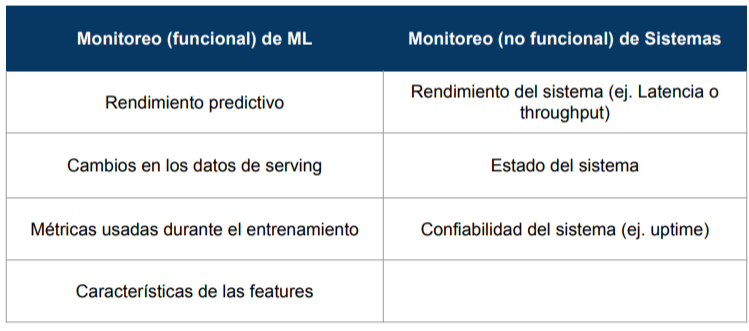 Monitoreo (funcional) de ML
Monitoreo (no funcional) de Sistemas
Rendimiento predictivo
Rendimiento del sistema (ej. Latencia o
throughput)
Cambios en los datos de serving
Estado del sistema
Métricas usadas durante el entrenamiento
Confiabilidad del sistema (ej. uptime)
Características de las features